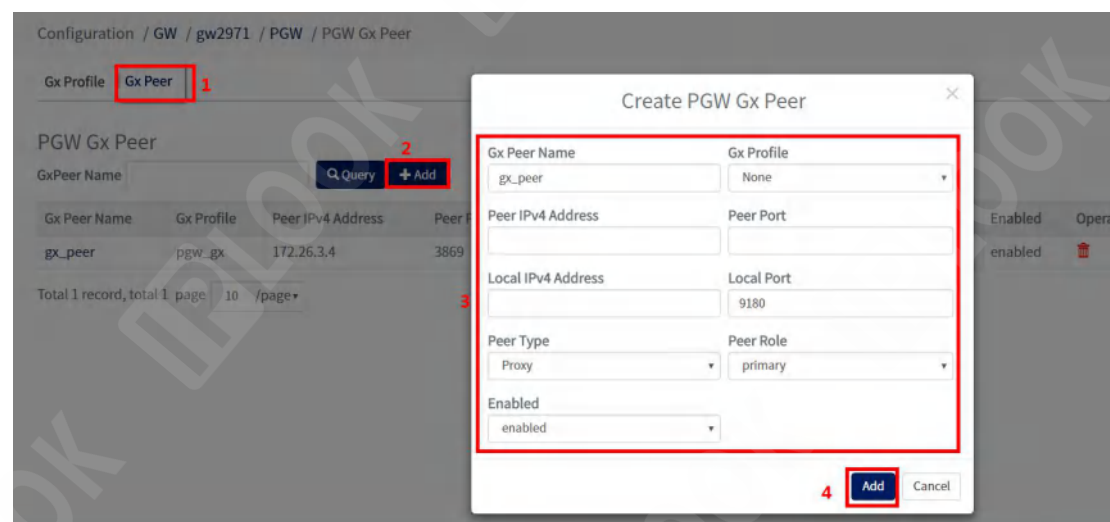 Configuration / GW / gw2971 / PGW / PGW Gx Peer
Gx Profile Gx Peer 1
PGW Gx Peer
2
GxPeer Name Query + Add
Gx Peer Name Gx Profile Peer IPv4 Address Peer P Enabled Opera
gx_peer pgw_gx 172.26.3.4 3869 enabled
Total 1 record, total 1 page 10 /page
Create PGW Gx Peer ×
Gx Peer Name Gx Profile
gx_peer None
Peer IPv4 Address Peer Port
Local IPv4 Address Local Port
3 9180
Peer Type Peer Role
Proxy primary
Enabled
enabled
4 Add Cancel
IPLOOK